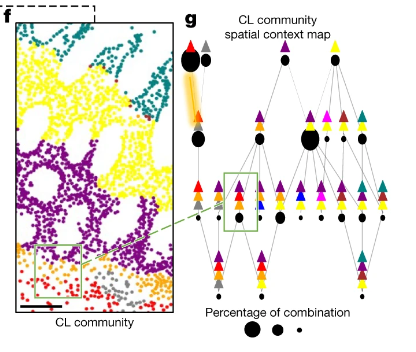 f
g
CL community
spatial context map
CL community
Percentage of combination